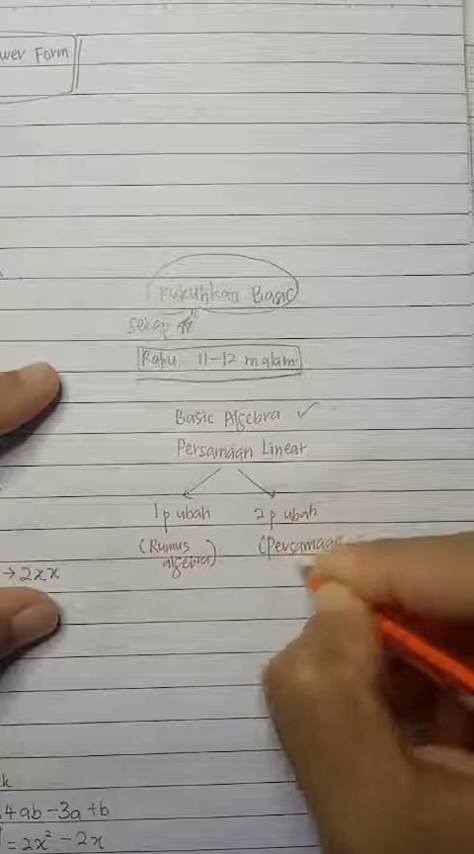 wer Form
kukuhkan Basic
setiap
Rabu 11-12 malam
Basic Algebra ✓
Persamaan Linear
1 p ubah
2 p ubah
(Rumus
algebra)
(Persamaan
→ 2xx
4ab - 3a + b
= 2x² - 2x